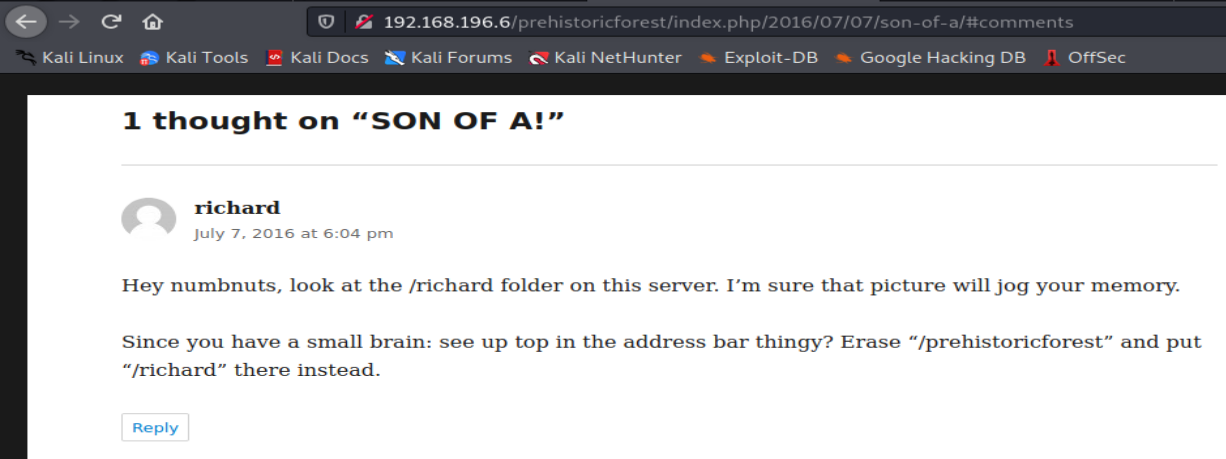 192.168.196.6/prehistoricforest/index.php/2016/07/07/son-of-a/#comments
Kali Linux Kali Tools Kali Docs Kali Forums Kali NetHunter Exploit-DB Google Hacking DB OffSec
1 thought on “SON OF A!”
richard
July 7, 2016 at 6:04 pm
Hey numbnuts, look at the /richard folder on this server. I’m sure that picture will jog your memory.
Since you have a small brain: see up top in the address bar thingy? Erase “/prehistoricforest” and put
“/richard” there instead.
Reply